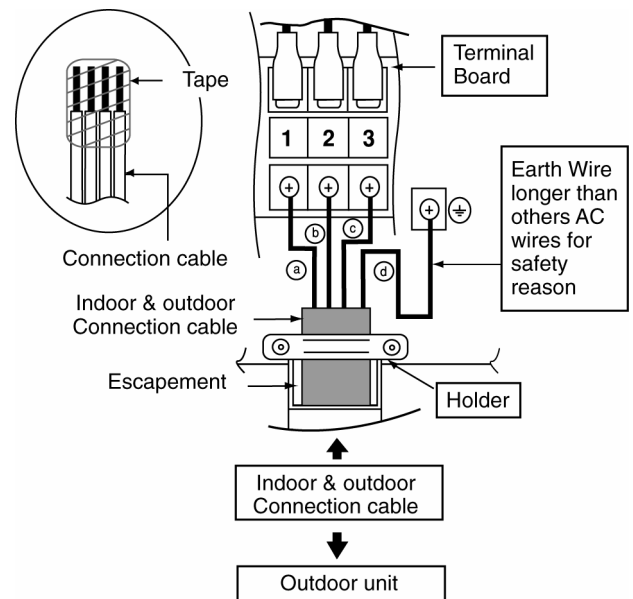 Tape
Connection cable
Terminal
Board
1 2 3
Earth Wire
longer than
others AC
wires for
safety
reason
a
b
c
d
Indoor & outdoor
Connection cable
Escapement
Holder
Indoor & outdoor
Connection cable
Outdoor unit